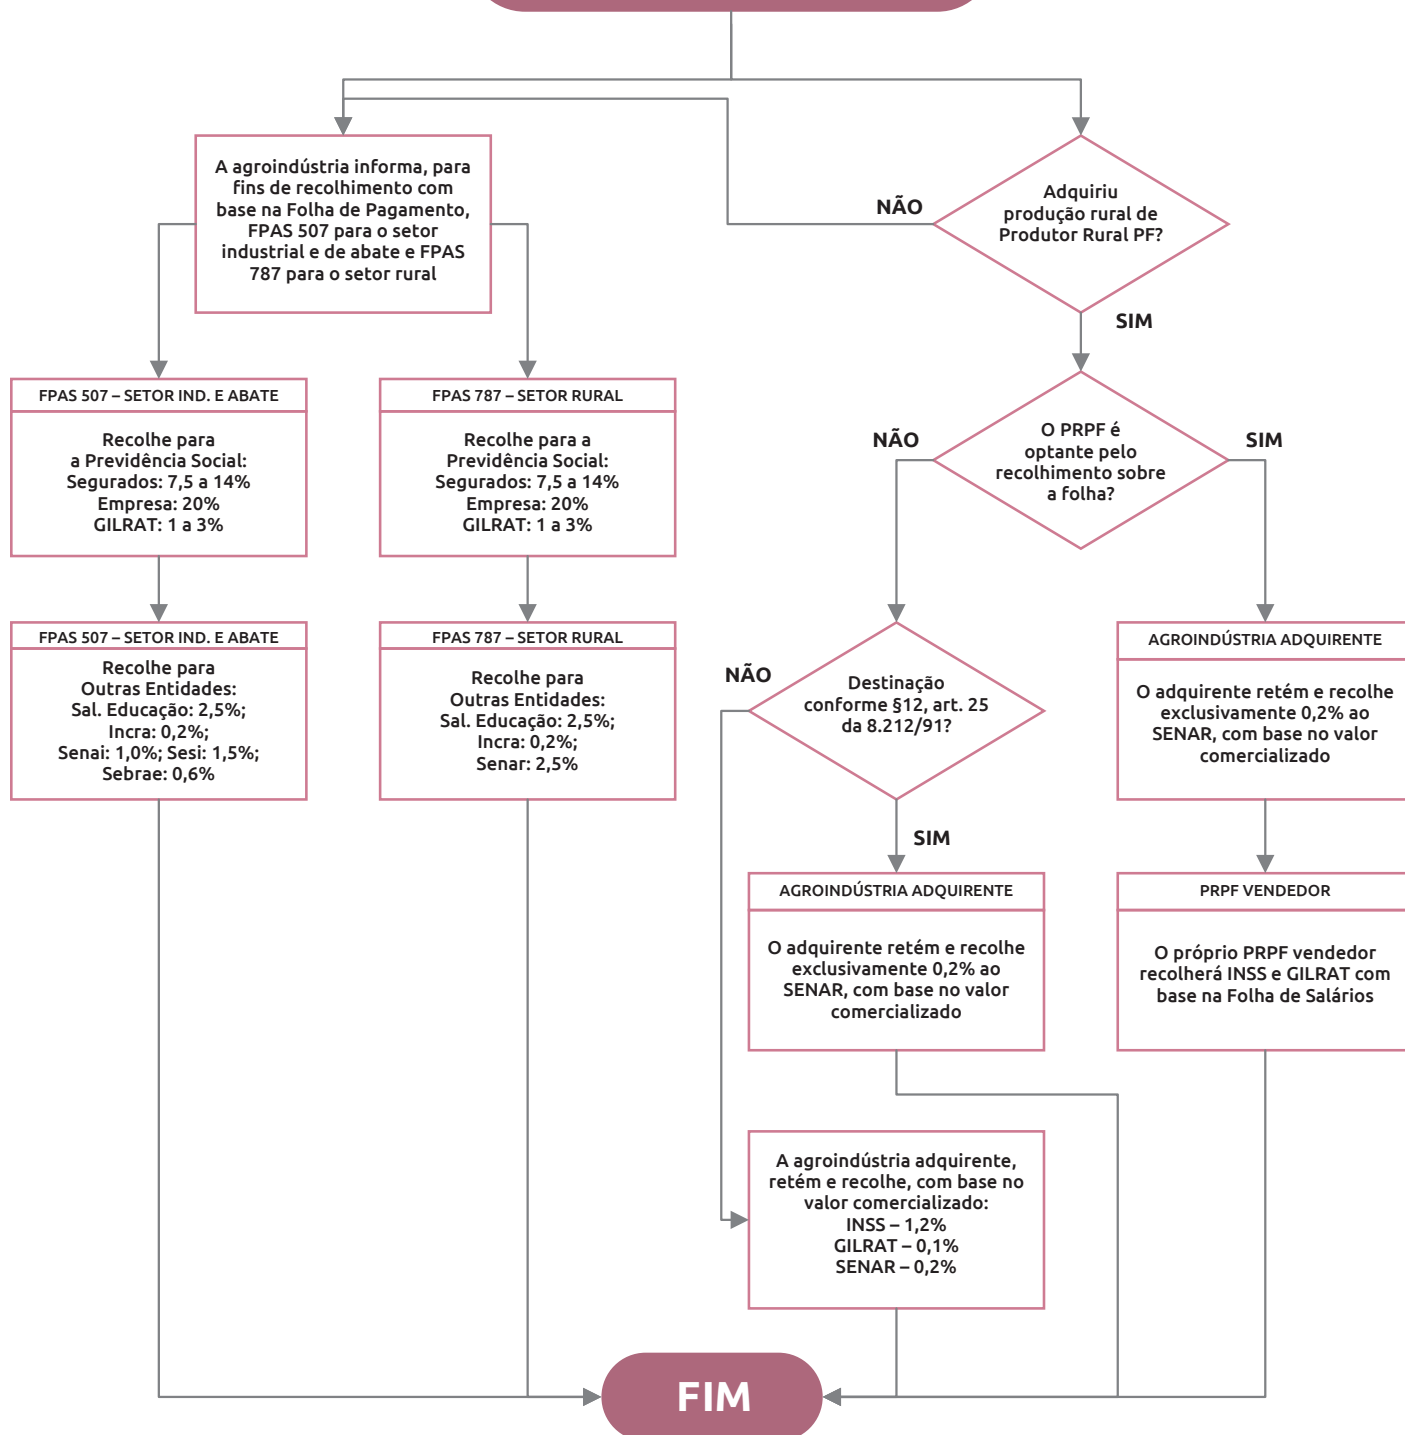 A agroindústria informa, para
fins de recolhimento com
base na Folha de Pagamento,
FPAS 507 para o setor
industrial e de abate e FPAS
787 para o setor rural
NÃO
Adquiriu
produção rural de
Produtor Rural PF?
SIM
FPAS 507 – SETOR IND. E ABATE
Recolhe para
a Previdência Social:
Segurados: 7,5 a 14%
Empresa: 20%
GILRAT: 1 a 3%
FPAS 787 – SETOR RURAL
Recolhe para a
Previdência Social:
Segurados: 7,5 a 14%
Empresa: 20%
GILRAT: 1 a 3%
NÃO
O PRPF é
optante pelo
recolhimento sobre
a folha?
SIM
FPAS 507 – SETOR IND. E ABATE
Recolhe para
Outras Entidades:
Sal. Educação: 2,5%;
Incra: 0,2%;
Senai: 1,0%; Sesi: 1,5%;
Sebrae: 0,6%
FPAS 787 – SETOR RURAL
Recolhe para
Outras Entidades:
Sal. Educação: 2,5%;
Incra: 0,2%;
Senar: 2,5%
NÃO
Destinação
conforme §12, art. 25
da 8.212/91?
SIM
AGROINDÚSTRIA ADQUIRENTE
O adquirente retém e recolhe
exclusivamente 0,2% ao
SENAR, com base no valor
comercializado
AGROINDÚSTRIA ADQUIRENTE
O adquirente retém e recolhe
exclusivamente 0,2% ao
SENAR, com base no valor
comercializado
PRPF VENDEDOR
O próprio PRPF vendedor
recolherá INSS e GILRAT com
base na Folha de Salários
A agroindústria adquirente,
retém e recolhe, com base no
valor comercializado:
INSS – 1,2%
GILRAT – 0,1%
SENAR – 0,2%
FIM